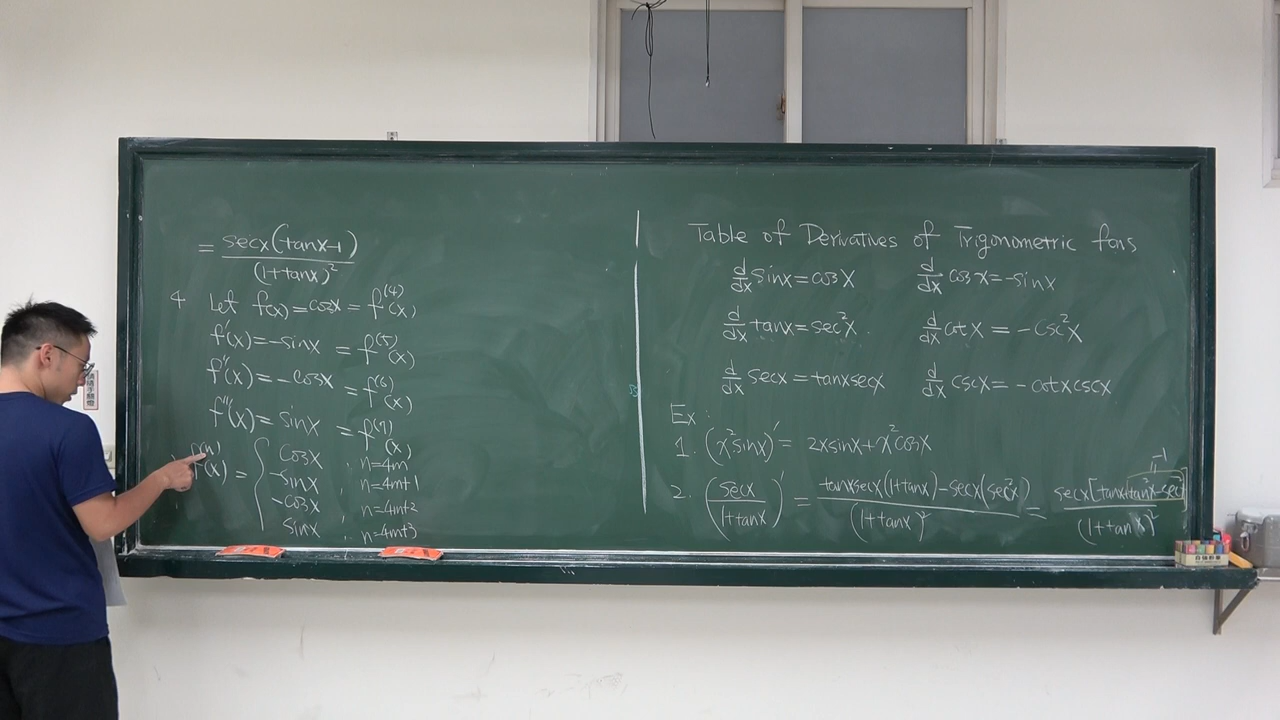 = secx(tanx-1) / (1+tanx)²
4 Let f(x)=cosx = f⁽⁴⁾(x)
f'(x)=-sinx = f⁽⁵⁾(x)
f''(x)=-cosx = f⁽⁶⁾(x)
f'''(x)= sinx = f⁽⁷⁾(x)
f⁽ⁿ⁾(x) = { cosx , n=4m
-sinx , n=4m+1
-cosx , n=4m+2
sinx , n=4m+3
Table of Derivatives of Trigonometric fcns
d/dx sinx=cosx d/dx cosx=-sinx
d/dx tanx=sec²x d/dx cotx = -csc²x
d/dx secx=tanxsecx d/dx cscx= -cotxcscx
Ex:
1. (x²sinx)' = 2xsinx+x²cosx
-1
2. (secx / 1+tanx)' = tanxsecx(1+tanx)-secx(sec²x) / (1+tanx)² = secx[tanx+tan²x-sec²x] / (1+tanx)²